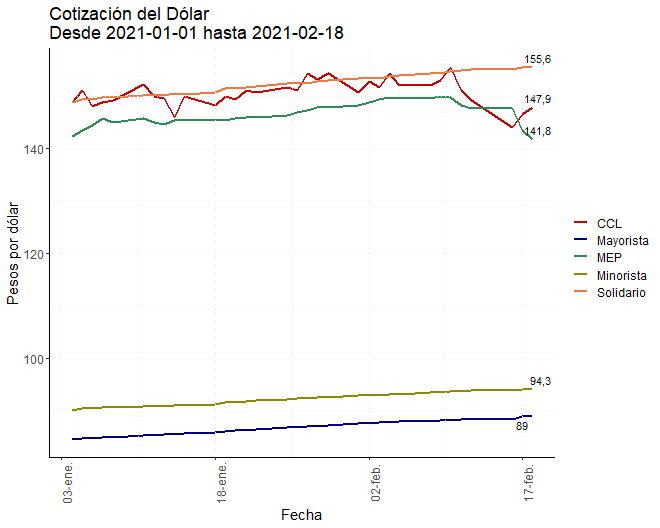 Cotización del Dólar
Desde 2021-01-01 hasta 2021-02-18
155,6
147,9
141,8
140
120
100
94,3
89
Pesos por dólar
CCL
Mayorista
MEP
Minorista
Solidario
03-ene.
18-ene.
02-feb.
17-feb.
Fecha